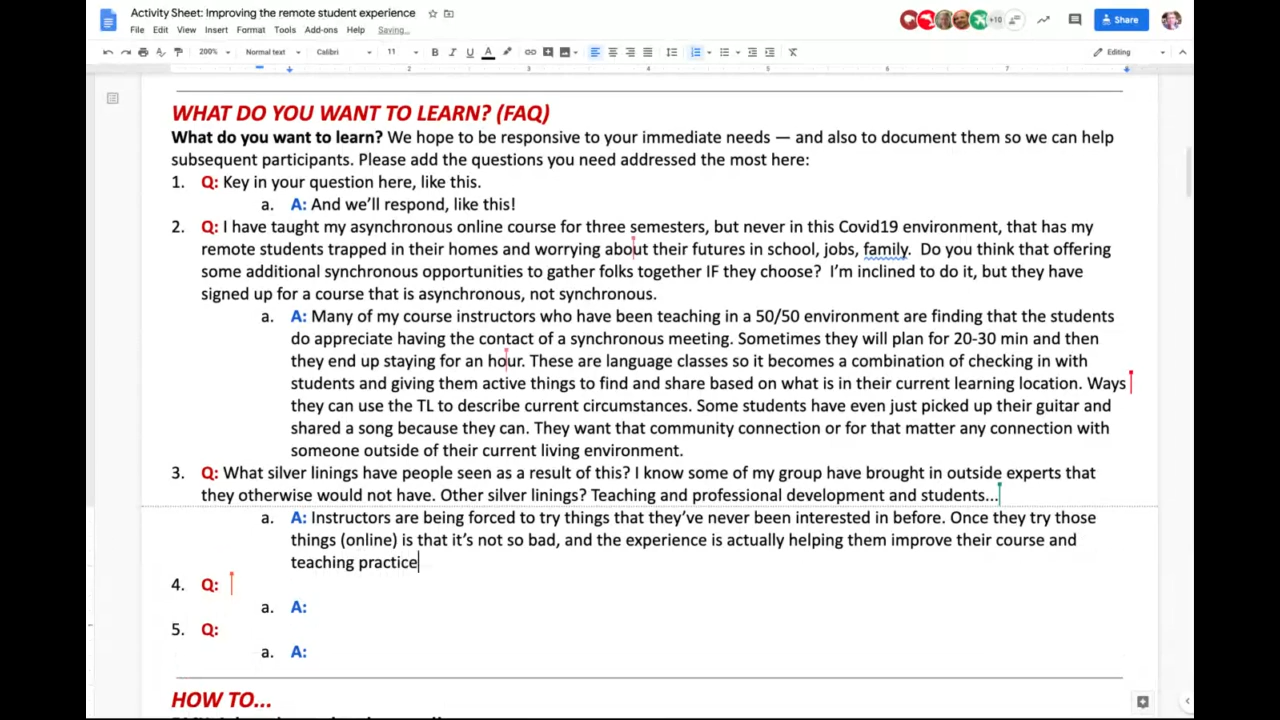 Activity Sheet: Improving the remote student experience
File Edit View Insert Format Tools Add-ons Help Saving...
+10
Share
200% Normal text Calibri 11 B I U A Editing
2 3 4 5 6 7
WHAT DO YOU WANT TO LEARN? (FAQ)
What do you want to learn? We hope to be responsive to your immediate needs — and also to document them so we can help
subsequent participants. Please add the questions you need addressed the most here:
1. Q: Key in your question here, like this.
a. A: And we'll respond, like this!
2. Q: I have taught my asynchronous online course for three semesters, but never in this Covid19 environment, that has my
remote students trapped in their homes and worrying about their futures in school, jobs, family. Do you think that offering
some additional synchronous opportunities to gather folks together IF they choose? I'm inclined to do it, but they have
signed up for a course that is asynchronous, not synchronous.
a. A: Many of my course instructors who have been teaching in a 50/50 environment are finding that the students
do appreciate having the contact of a synchronous meeting. Sometimes they will plan for 20-30 min and then
they end up staying for an hour. These are language classes so it becomes a combination of checking in with
students and giving them active things to find and share based on what is in their current learning location. Ways
they can use the TL to describe current circumstances. Some students have even just picked up their guitar and
shared a song because they can. They want that community connection or for that matter any connection with
someone outside of their current living environment.
3. Q: What silver linings have people seen as a result of this? I know some of my group have brought in outside experts that
they otherwise would not have. Other silver linings? Teaching and professional development and students...
a. A: Instructors are being forced to try things that they've never been interested in before. Once they try those
things (online) is that it's not so bad, and the experience is actually helping them improve their course and
teaching practice
4. Q:
a. A:
5. Q:
a. A:
HOW TO...